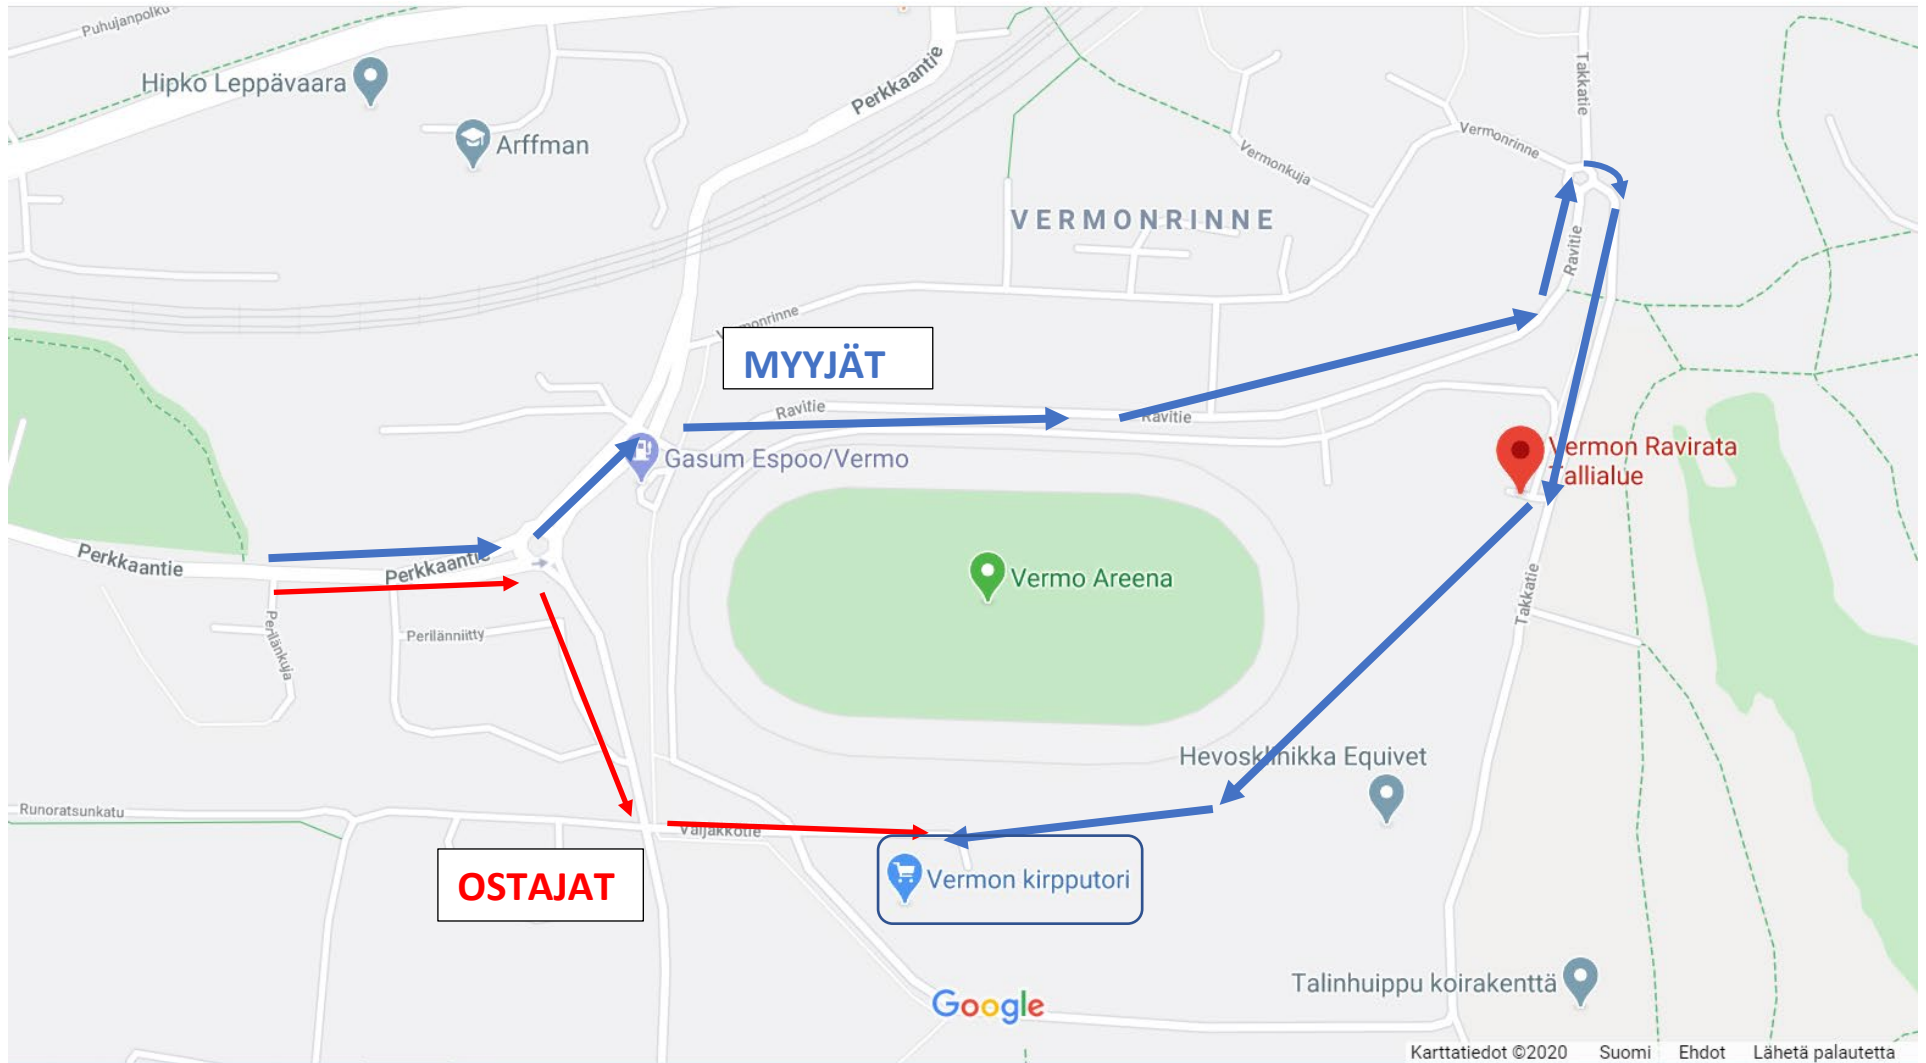 Puhujanpolku
Hipko Leppävaara
Arffman
Perkkaantie
Takkatie
Vermonrinne
Vermonkuja
VERMONRINNE
Ravitie
MYYJÄT
Ravitie
Ravitie
Gasum Espoo/Vermo
Vermon Ravirata
Tallialue
Perkkaantie
Perkkaantie
Vermo Areena
Perilänkuja
Perilänniitty
Takkatie
Hevosklinikka Equivet
Runoratsunkatu
Valjakkotie
OSTAJAT
Vermon kirpputori
Talinhuippu koirakenttä
Google
Karttatiedot ©2020 Suomi Ehdot Lähetä palautetta